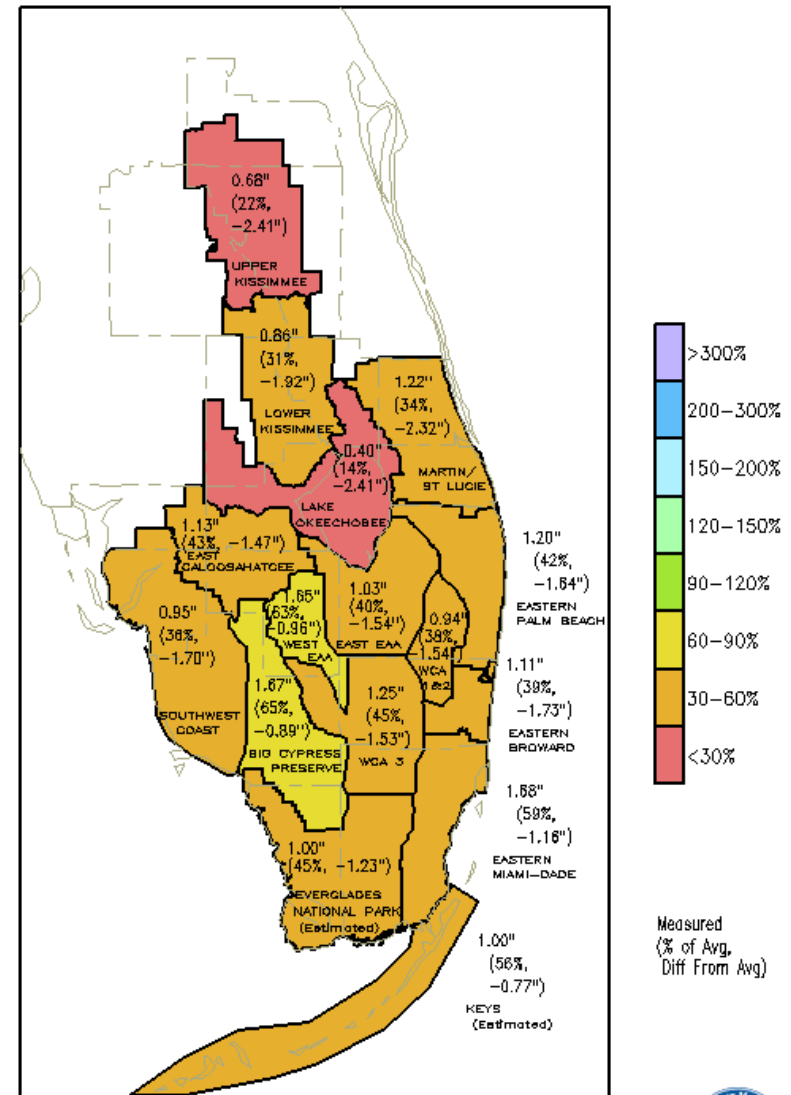 0.68"
(22%,
−2.41")
UPPER
KISSIMMEE
0.86"
(31%,
−1.92")
LOWER
KISSIMMEE
1.22"
(34%,
−2.32")
MARTIN/
ST LUCIE
0.40"
(14%,
−2.41")
LAKE
OKEECHOBEE
1.13"
(43%, −1.47")
EAST
CALOOSAHATCEE
1.20"
(42%,
−1.64")
EASTERN
PALM BEACH
0.95"
(36%,
−1.70")
SOUTHWEST
COAST
1.65"
(63%,
−0.96")
WEST
EAA
1.03"
(40%,
−1.54")
EAST EAA
0.94"
(38%,
−1.54")
WCA
1&2
1.11"
(39%,
−1.73")
EASTERN
BROWARD
1.67"
(65%,
−0.89")
BIG CYPRESS
PRESERVE
1.25"
(45%,
−1.53")
WCA 3
1.68"
(59%,
−1.16")
EASTERN
MIAMI−DADE
1.00"
(45%, −1.23")
EVERGLADES
NATIONAL PARK
(Estimated)
1.00"
(56%,
−0.77")
KEYS
(Estimated)
>300%
200−300%
150−200%
120−150%
90−120%
60−90%
30−60%
<30%
Measured
(% of Avg,
Diff From Avg)